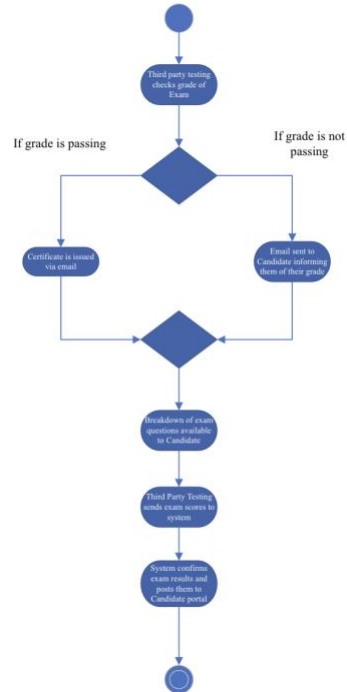 Third party testing
checks grade of
Exam
If grade is passing
If grade is not
passing
Certificate is issued
via email
Email sent to
Candidate informing
them of their grade
Breakdown of exam
questions available
to Candidate
Third Party Testing
sends exam scores to
system
System confirms
exam results and
posts them to
Candidate portal